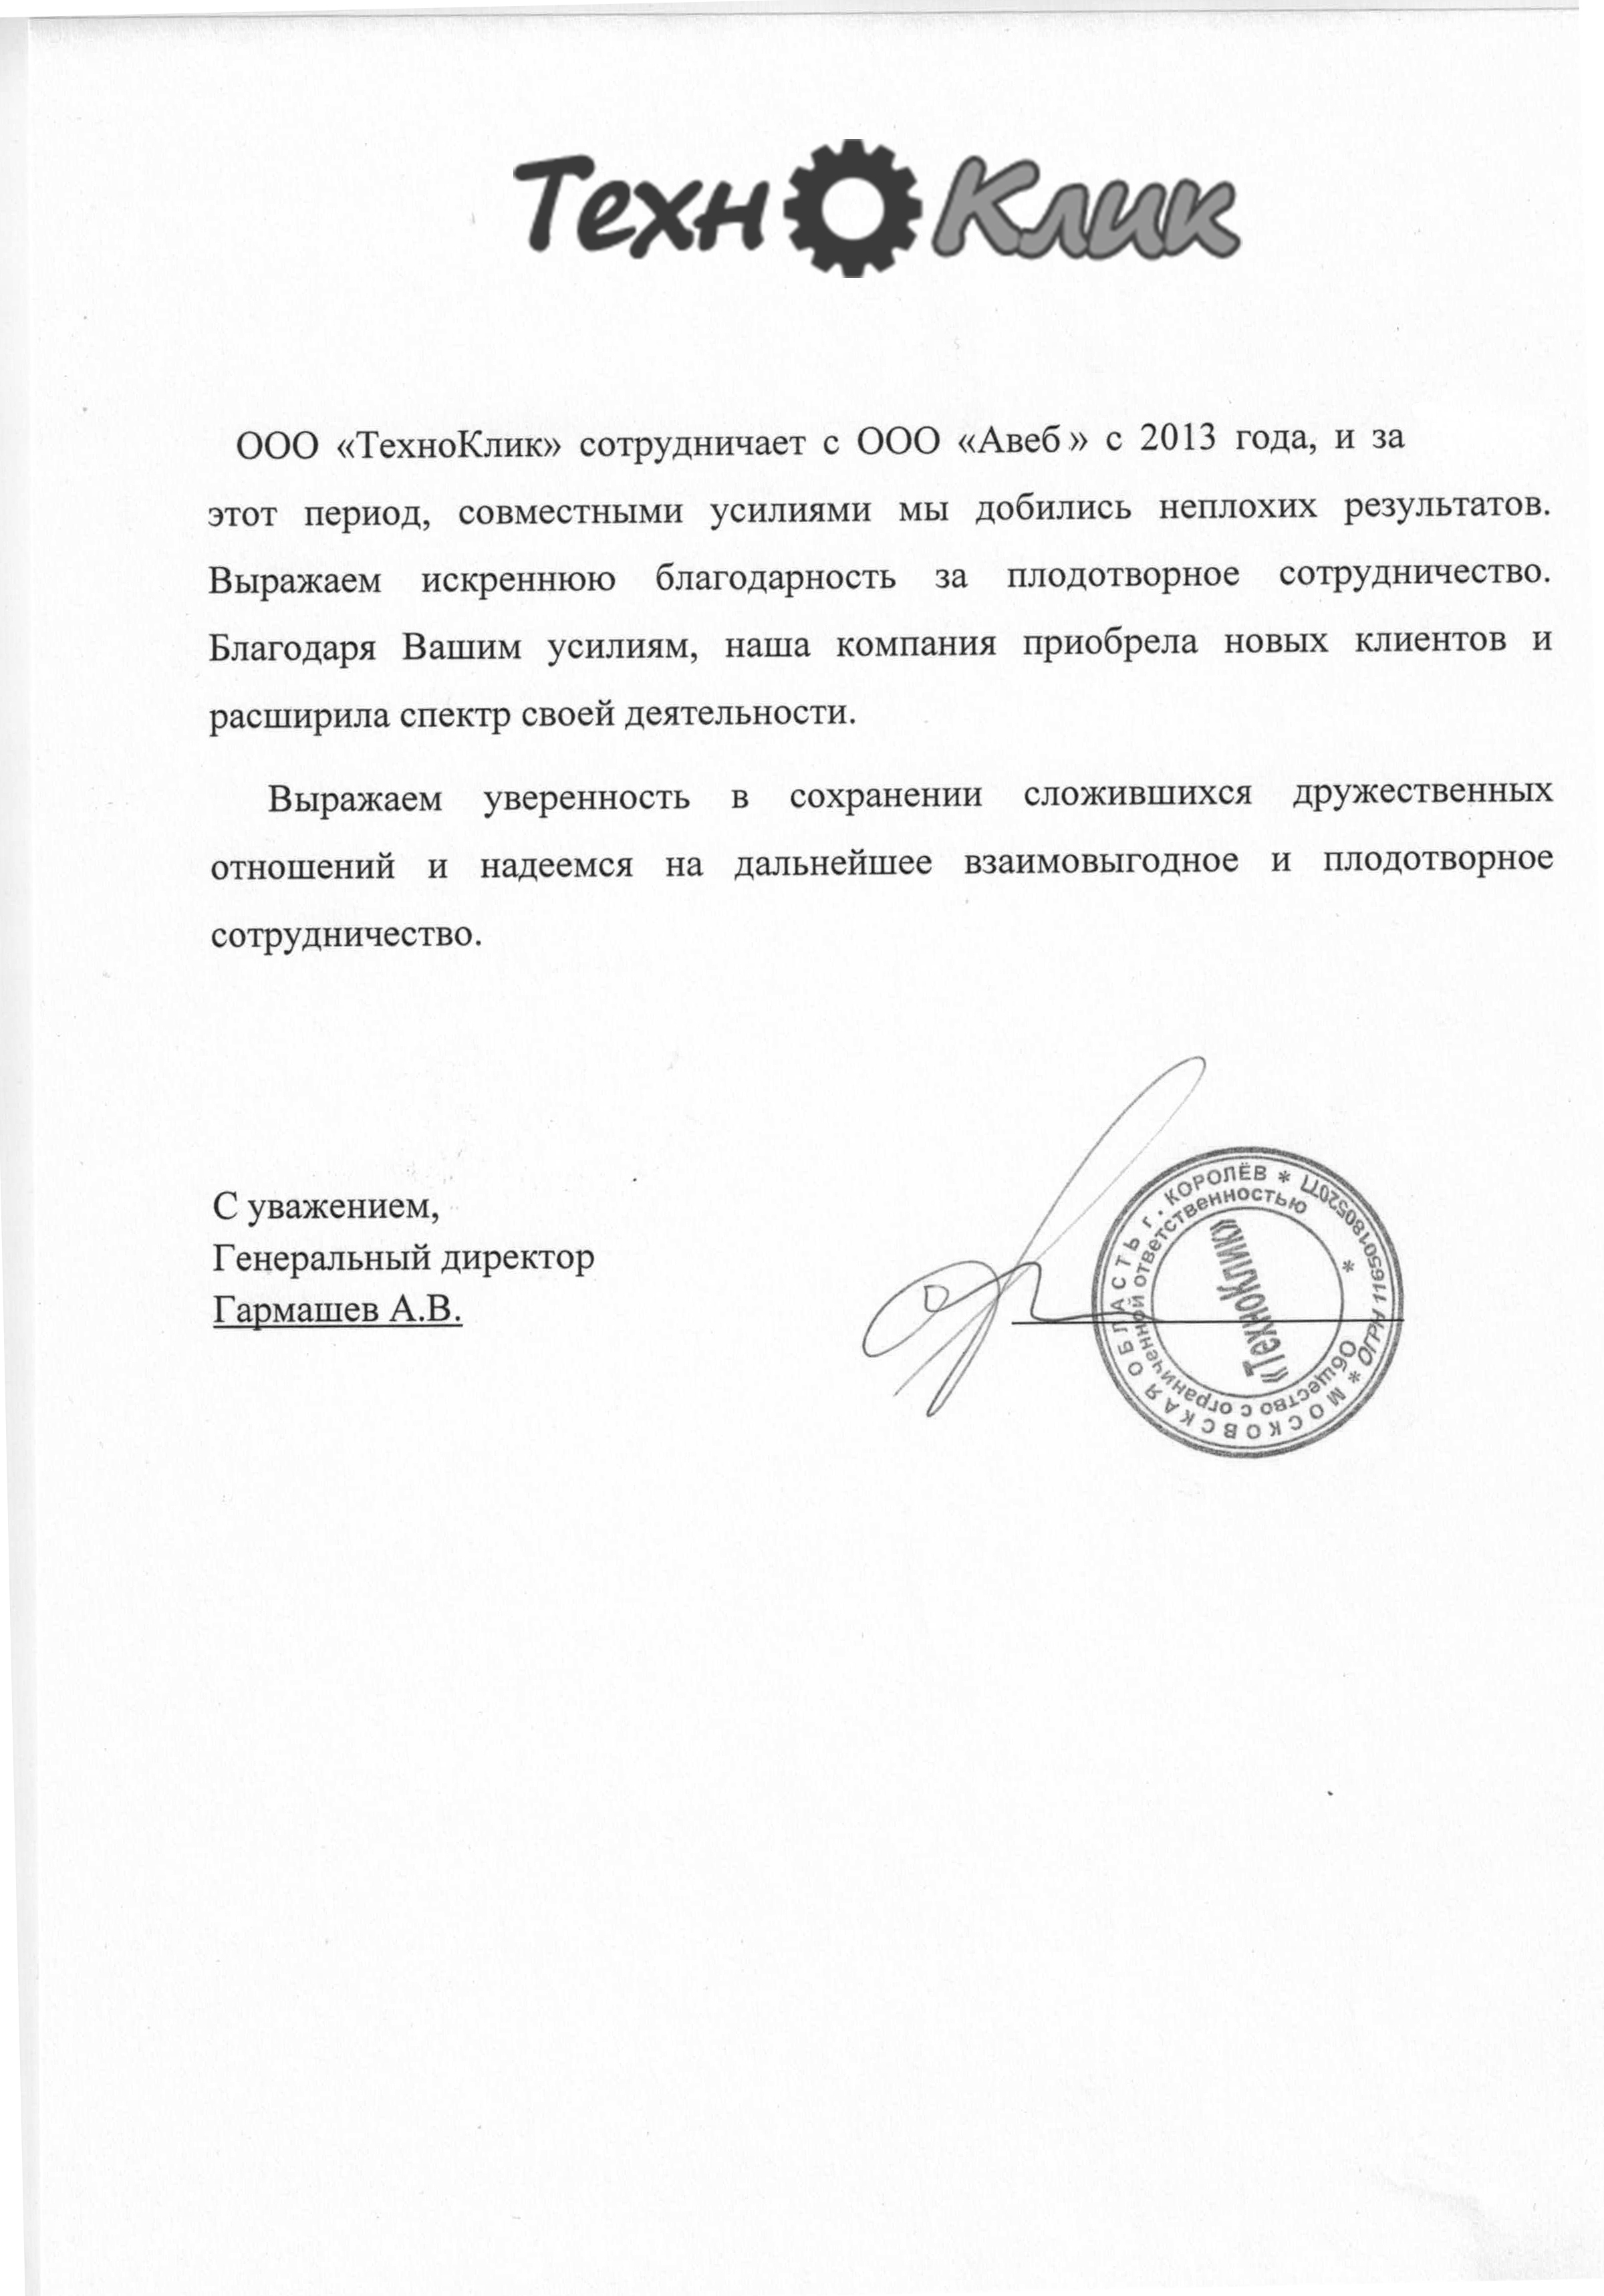 ТехноКлик
ООО «ТехноКлик» сотрудничает с ООО «Авеб» с 2013 года, и за
этот период, совместными усилиями мы добились неплохих результатов.
Выражаем искреннюю благодарность за плодотворное сотрудничество.
Благодаря Вашим усилиям, наша компания приобрела новых клиентов и
расширила спектр своей деятельности.
Выражаем уверенность в сохранении сложившихся дружественных
отношений и надеемся на дальнейшее взаимовыгодное и плодотворное
сотрудничество.
С уважением,
Генеральный директор
Гармашев А.В.
* МОСКОВСКАЯ ОБЛАСТЬ г. КОРОЛЁВ * ОГРН
Общество с ограниченной ответственностью *
«ТехноКлик»